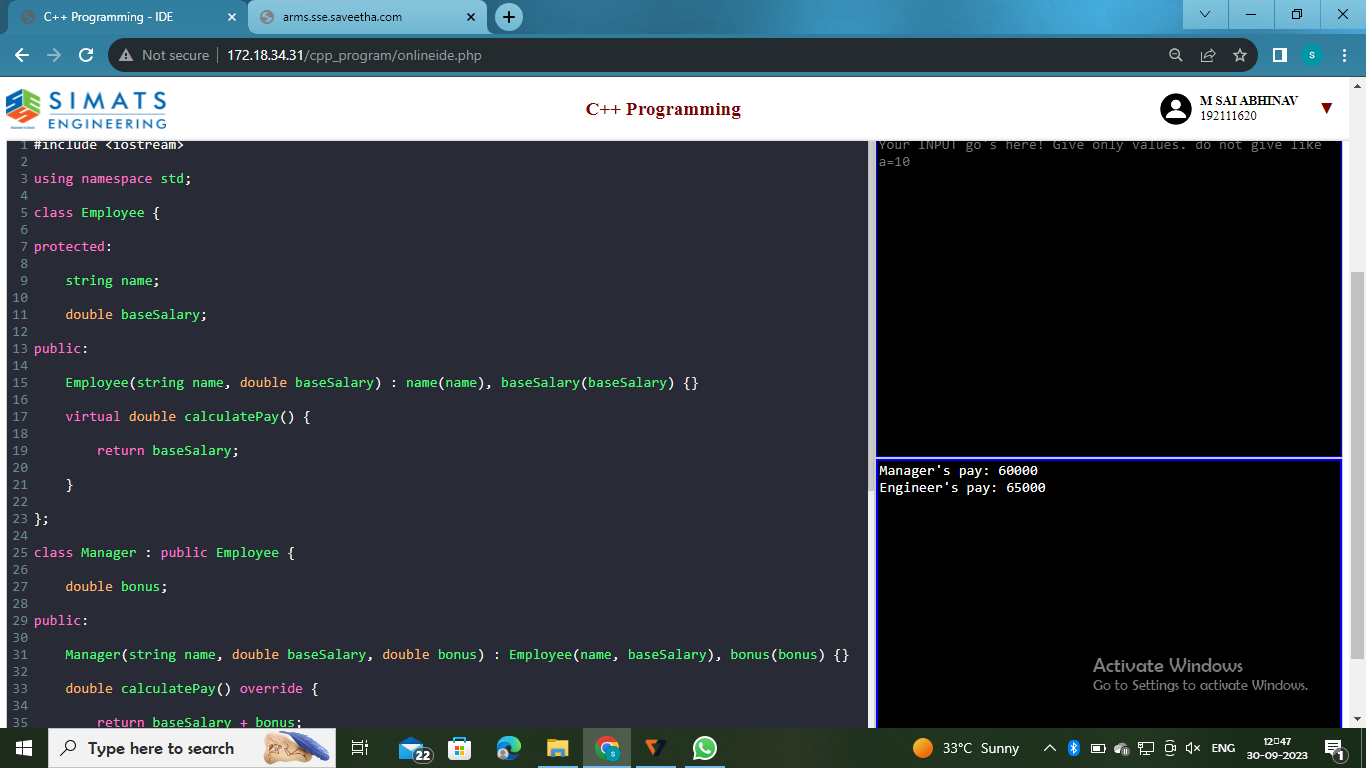 C++ Programming - IDE
arms.sse.saveetha.com
Not secure
172.18.34.31/cpp_program/onlineide.php
S
SIMATS
ENGINEERING
C++ Programming
M SAI ABHINAV
192111620
1 #include <iostream>
2
3 using namespace std;
4
5 class Employee {
6
7 protected:
8
9 string name;
10
11 double baseSalary;
12
13 public:
14
15 Employee(string name, double baseSalary) : name(name), baseSalary(baseSalary) {}
16
17 virtual double calculatePay() {
18
19 return baseSalary;
20
21 }
22
23 };
24
25 class Manager : public Employee {
26
27 double bonus;
28
29 public:
30
31 Manager(string name, double baseSalary, double bonus) : Employee(name, baseSalary), bonus(bonus) {}
32
33 double calculatePay() override {
34
35 return baseSalary + bonus;
Your INPUT go's here! Give only values. do not give like
a=10
Manager's pay: 60000
Engineer's pay: 65000
Activate Windows
Go to Settings to activate Windows.
Type here to search
22
33°C Sunny
ENG
12:47
30-09-2023
1